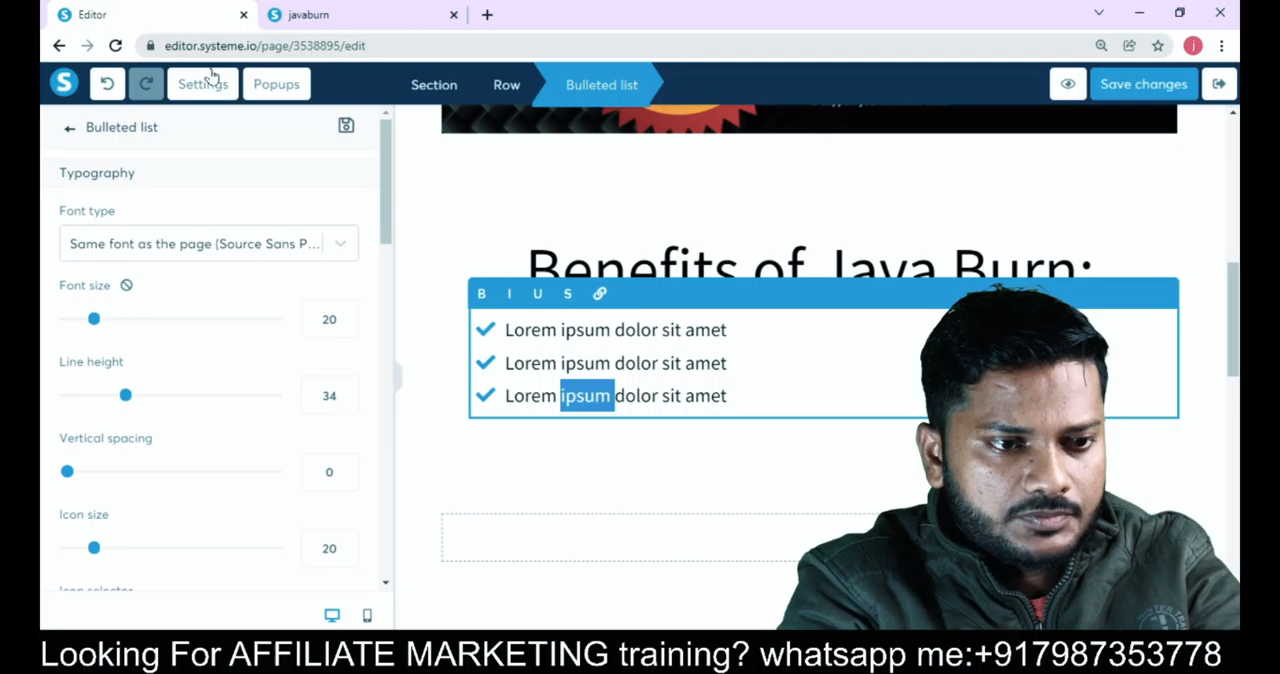 Editor
javaburn
editor.systeme.io/page/3538895/edit
j
S
Settings
Popups
Section
Row
Bulleted list
Save changes
Bulleted list
Typography
Font type
Same font as the page (Source Sans P...
Font size
20
Line height
34
Vertical spacing
0
Icon size
20
Icon selector
Benefits of Java Burn:
B I U S
Lorem ipsum dolor sit amet
Lorem ipsum dolor sit amet
Lorem ipsum dolor sit amet
Looking For AFFILIATE MARKETING training? whatsapp me:+917987353778